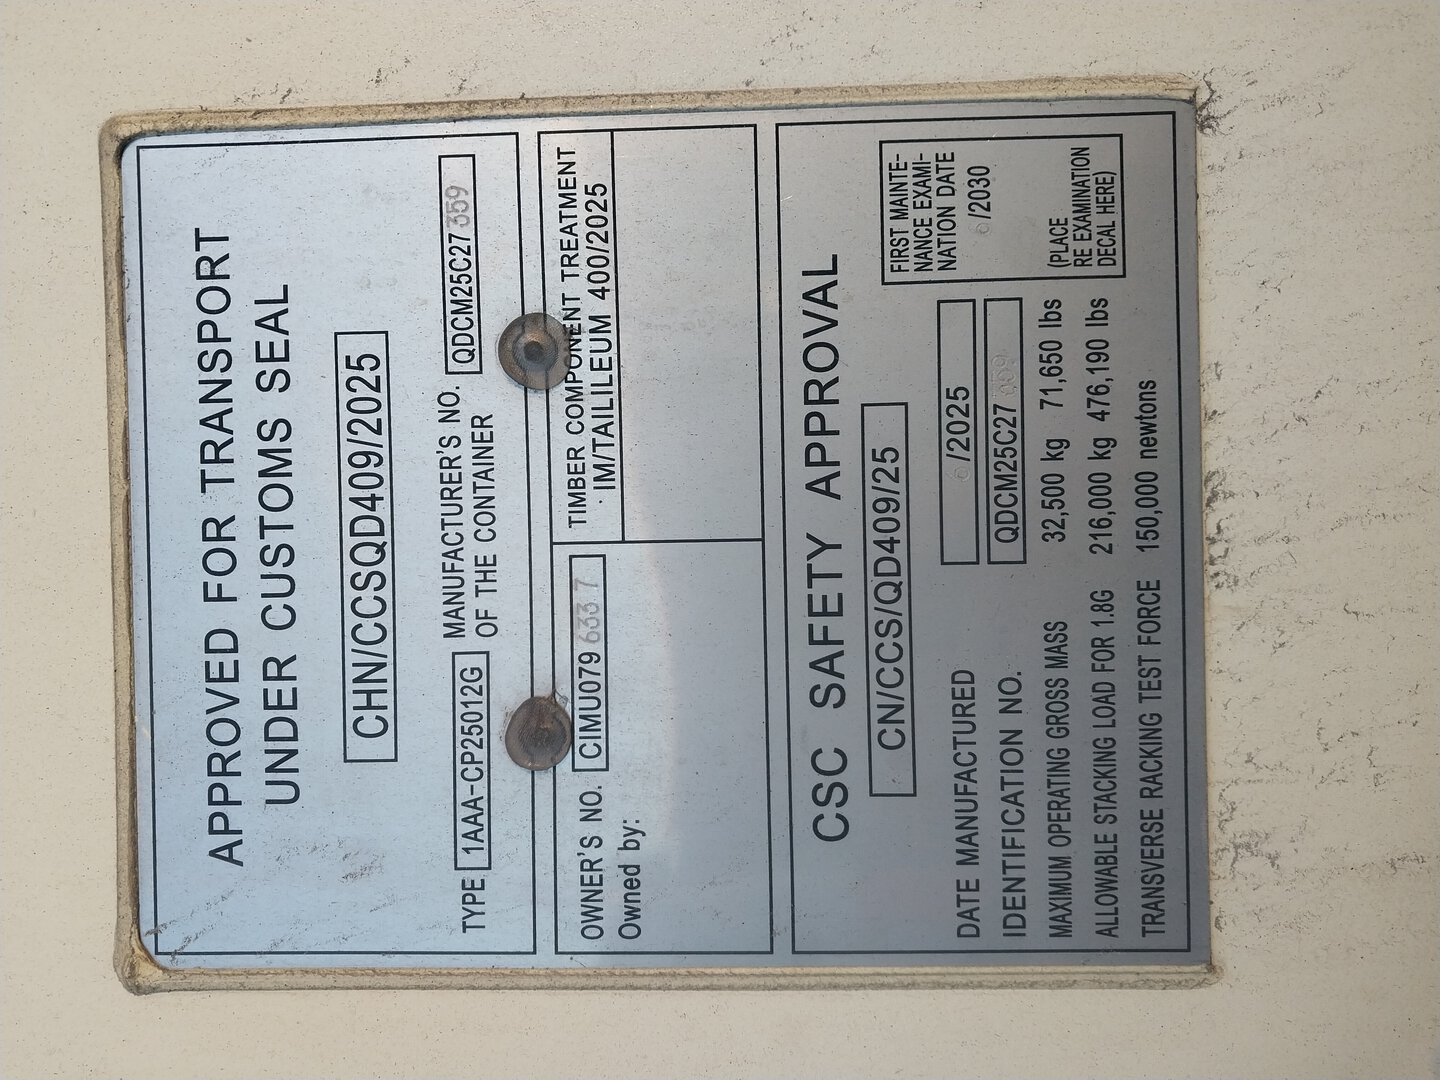 APPROVED FOR TRANSPORT
UNDER CUSTOMS SEAL
CHN/CCSQD409/2025
TYPE 1AAA-CP25012G MANUFACTURER'S NO. QDCM25C27 359
OF THE CONTAINER
OWNER'S NO. CIMU079 633 7
Owned by:
TIMBER COMPONENT TREATMENT
IM/TAILILEUM 400/2025
CSC SAFETY APPROVAL
CN/CCS/QD409/25
DATE MANUFACTURED /2025
IDENTIFICATION NO. QDCM25C27
MAXIMUM OPERATING GROSS MASS 32,500 kg 71,650 lbs
ALLOWABLE STACKING LOAD FOR 1.8G 216,000 kg 476,190 lbs
TRANSVERSE RACKING TEST FORCE 150,000 newtons
FIRST MAINTE-
NANCE EXAMI-
NATION DATE
/2030
(PLACE
RE EXAMINATION
DECAL HERE)